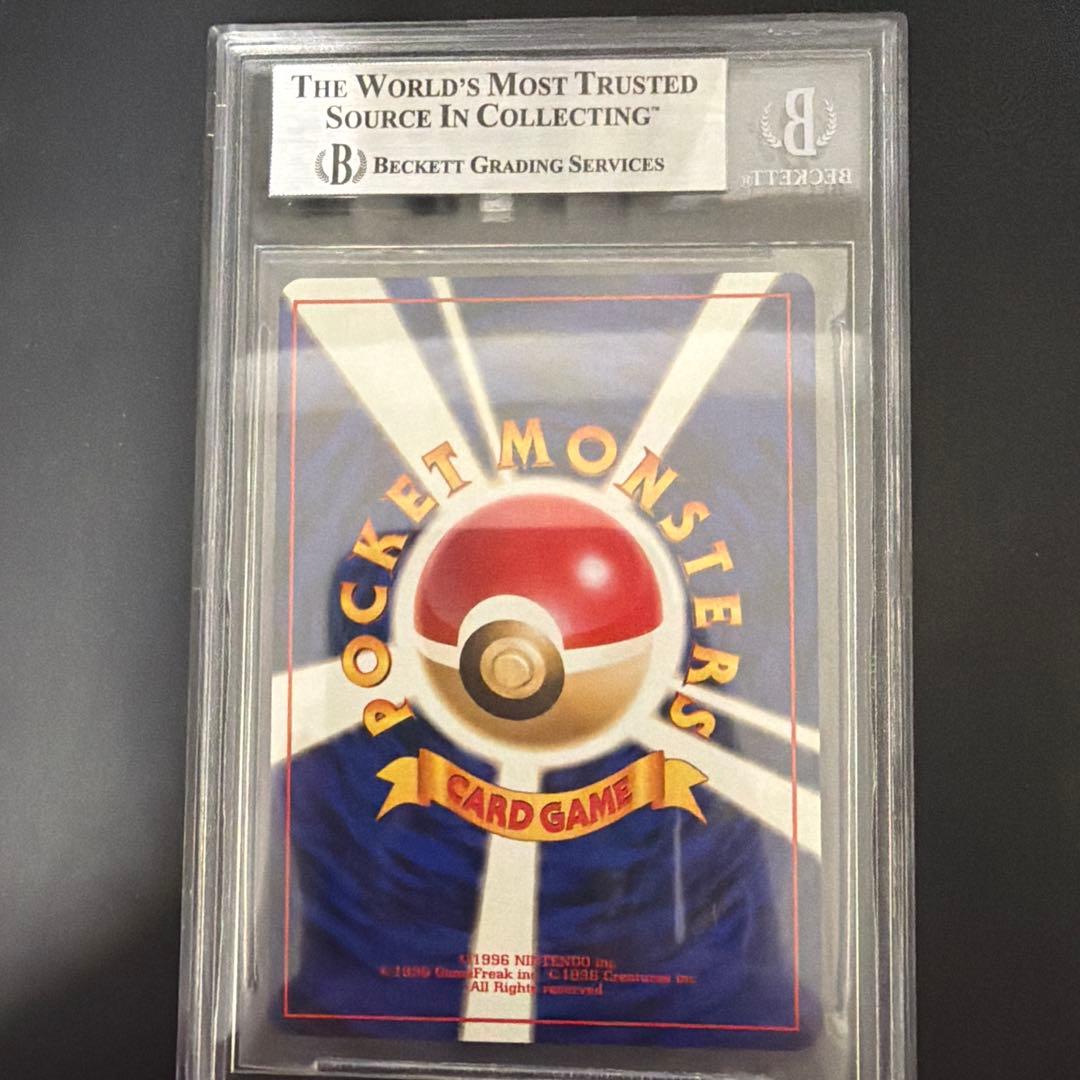 THE WORLD'S MOST TRUSTED
SOURCE IN COLLECTING™
B BECKETT GRADING SERVICES
B
BECKETT®
POCKET MONSTERS
CARD GAME
©1996 NINTENDO inc.
©1996 GameFreak inc. ©1996 Creatures inc.
All Rights reserved